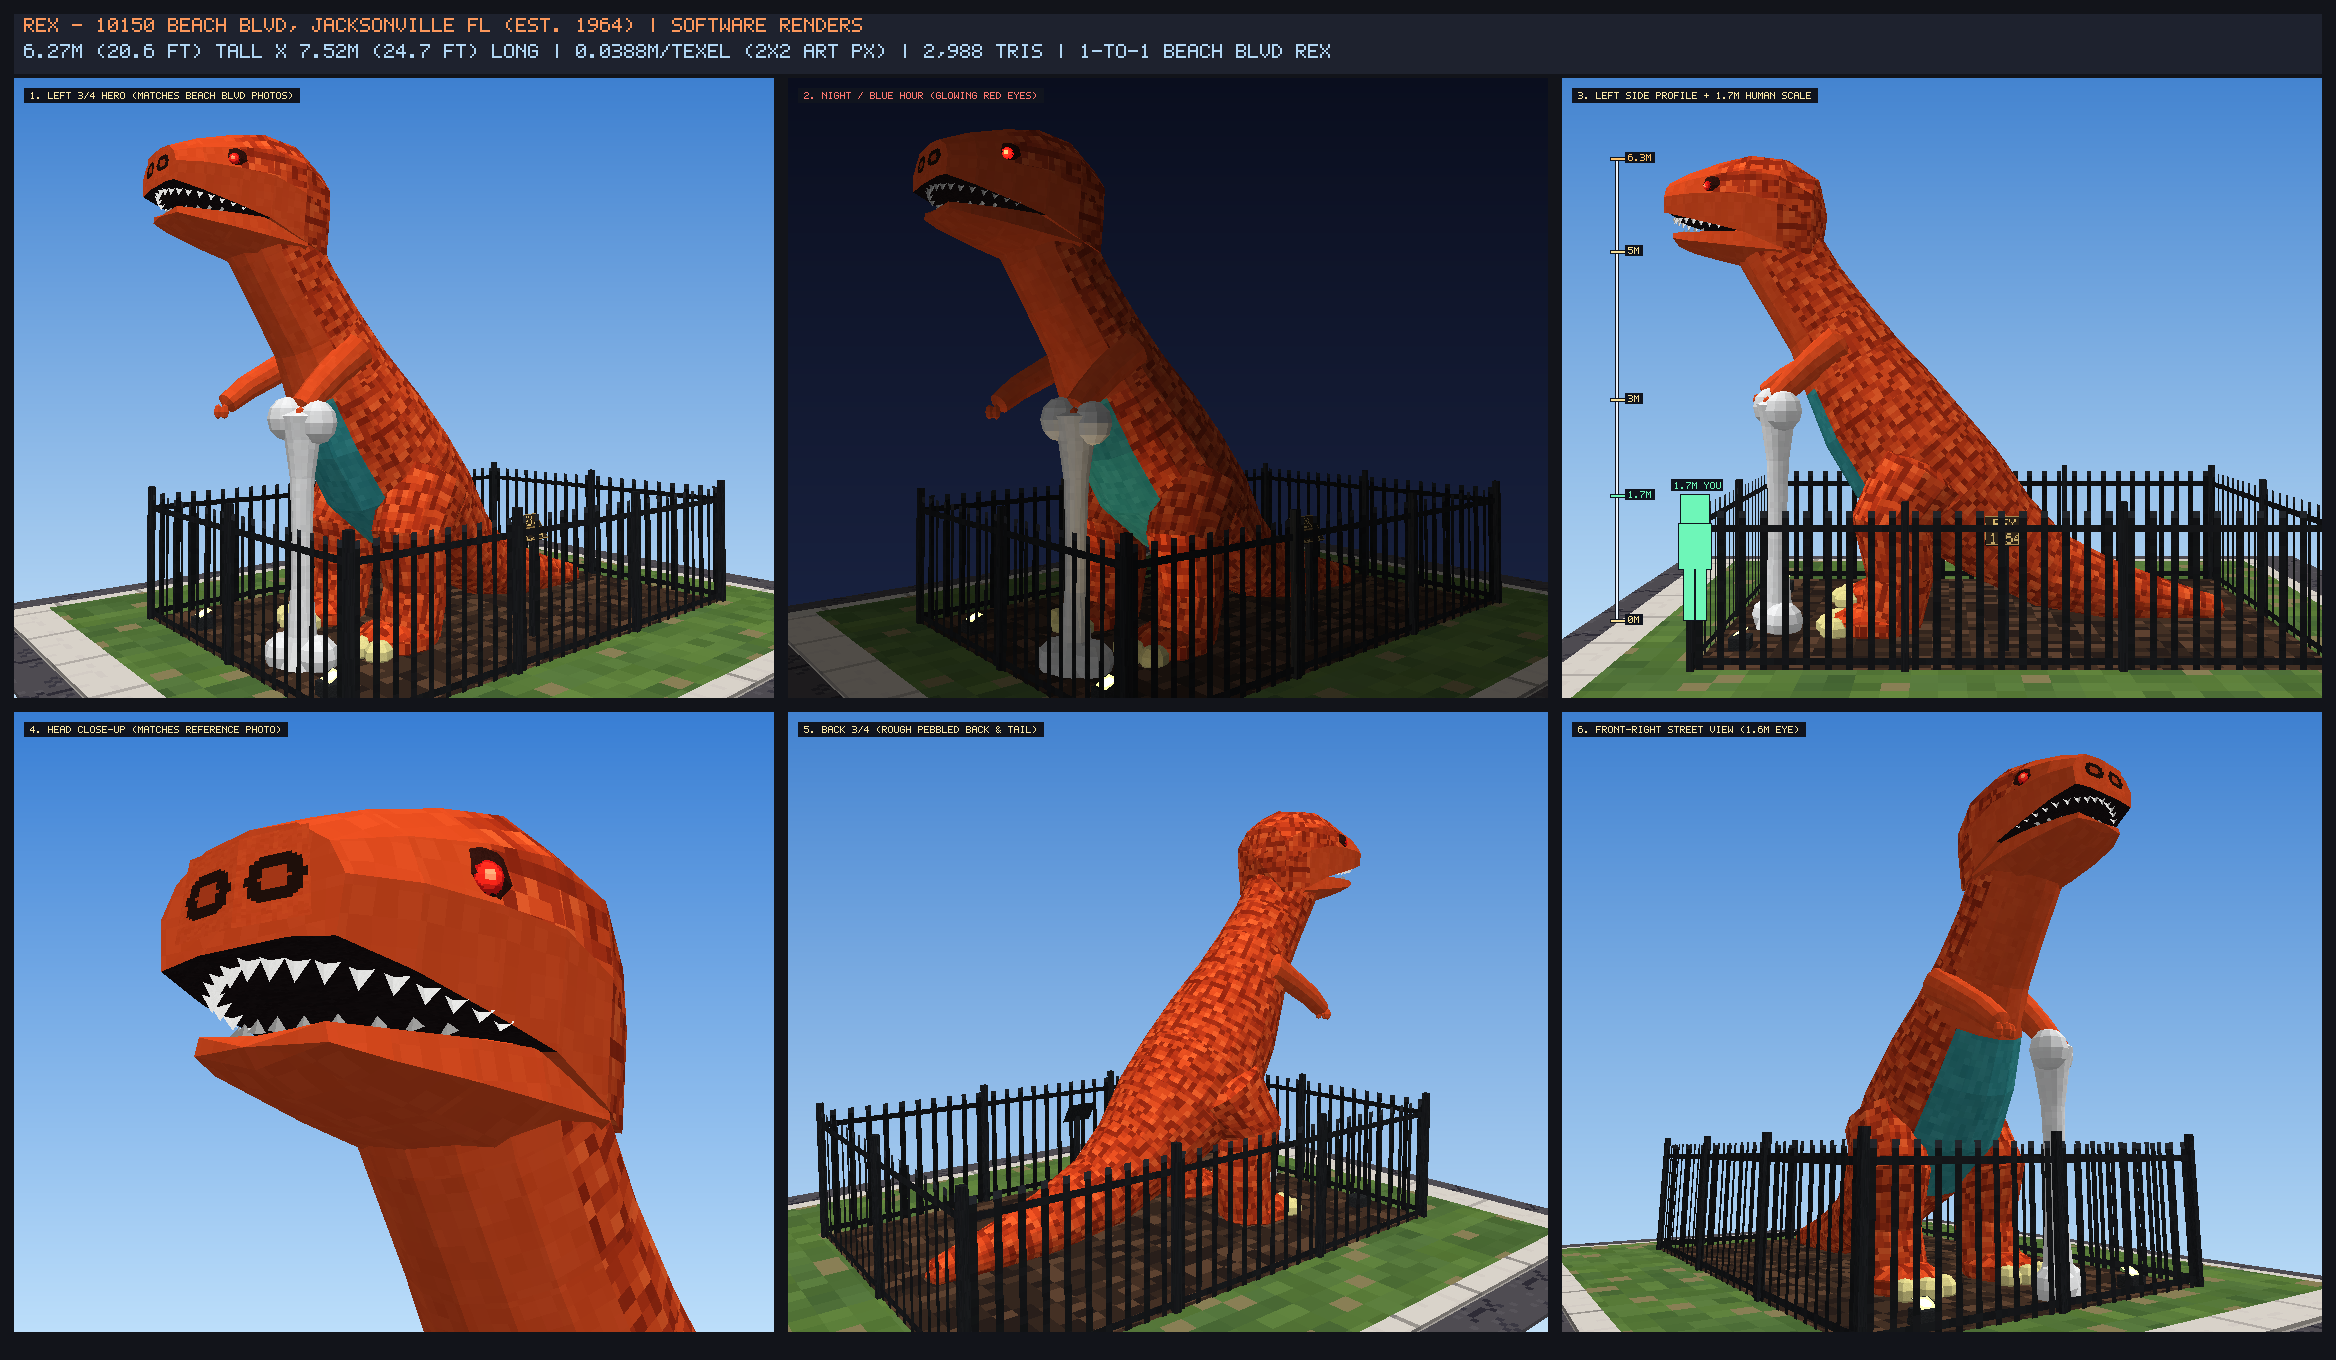 REX - 10150 BEACH BLVD, JACKSONVILLE FL (EST. 1964) | SOFTWARE RENDERS
6.27M (20.6 FT) TALL X 7.52M (24.7 FT) LONG | 0.0388M/TEXEL (2X2 ART PX) | 2,988 TRIS | 1-TO-1 BEACH BLVD REX
1. LEFT 3/4 HERO (MATCHES BEACH BLVD PHOTOS)
2. NIGHT / BLUE HOUR (GLOWING RED EYES)
3. LEFT SIDE PROFILE + 1.7M HUMAN SCALE
6.3M
5M
3M
1.7M YOU
1.7M
0M
4. HEAD CLOSE-UP (MATCHES REFERENCE PHOTO)
5. BACK 3/4 (ROUGH PEBBLED BACK & TAIL)
6. FRONT-RIGHT STREET VIEW (1.6M EYE)